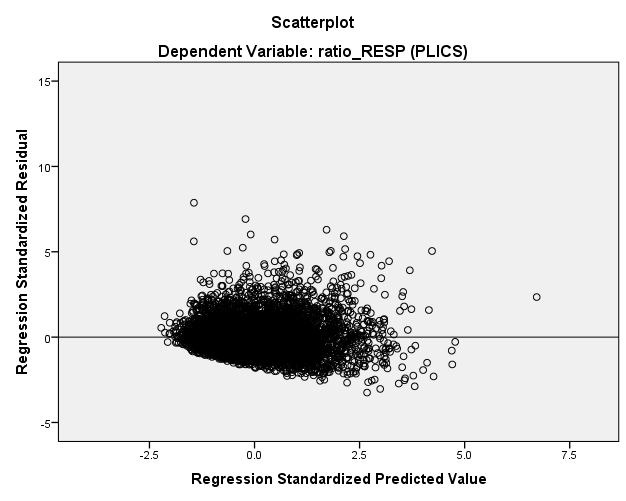 Scatterplot
Dependent Variable: ratio_RESP (PLICS)
Regression Standardized Residual
15
10
5
0
-5
-2.5 0.0 2.5 5.0 7.5
Regression Standardized Predicted Value